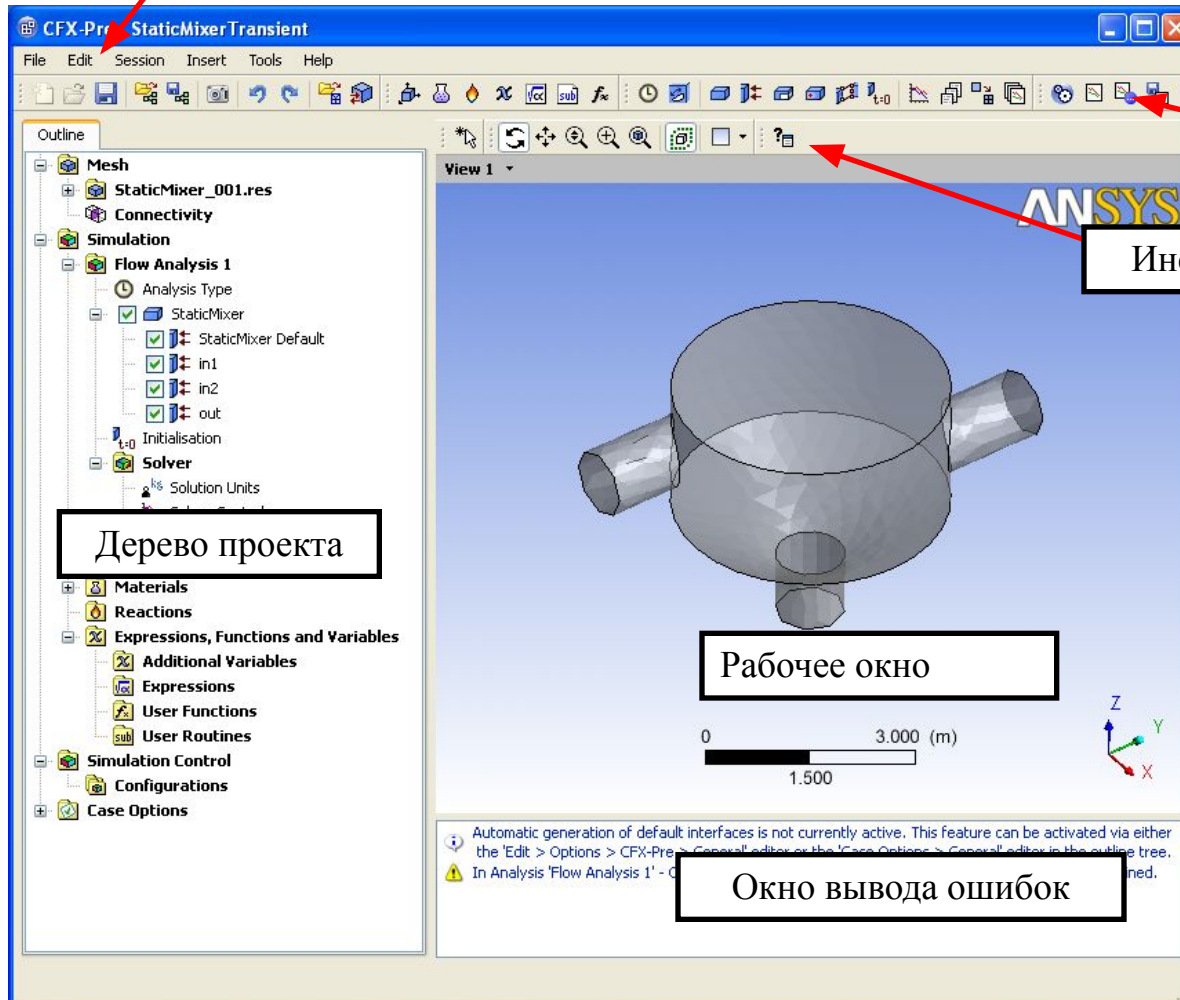 CFX-Pre StaticMixerTransient
File Edit Session Insert Tools Help
Outline
Mesh
StaticMixer_001.res
Connectivity
Simulation
Flow Analysis 1
Analysis Type
StaticMixer
StaticMixer Default
in1
in2
out
t=0 Initialisation
Solver
Solution Units
Дерево проекта
Materials
Reactions
Expressions, Functions and Variables
Additional Variables
Expressions
User Functions
sub User Routines
Simulation Control
Configurations
Case Options
View 1
ANSYS
Рабочее окно
0 3.000 (m)
1.500
Z
Y
X
Automatic generation of default interfaces is not currently active. This feature can be activated via either
the 'Edit > Options > CFX-Pre > General' editor or the 'Case Options > General' editor in the outline tree.
In Analysis 'Flow Analysis 1' -
Окно вывода ошибок